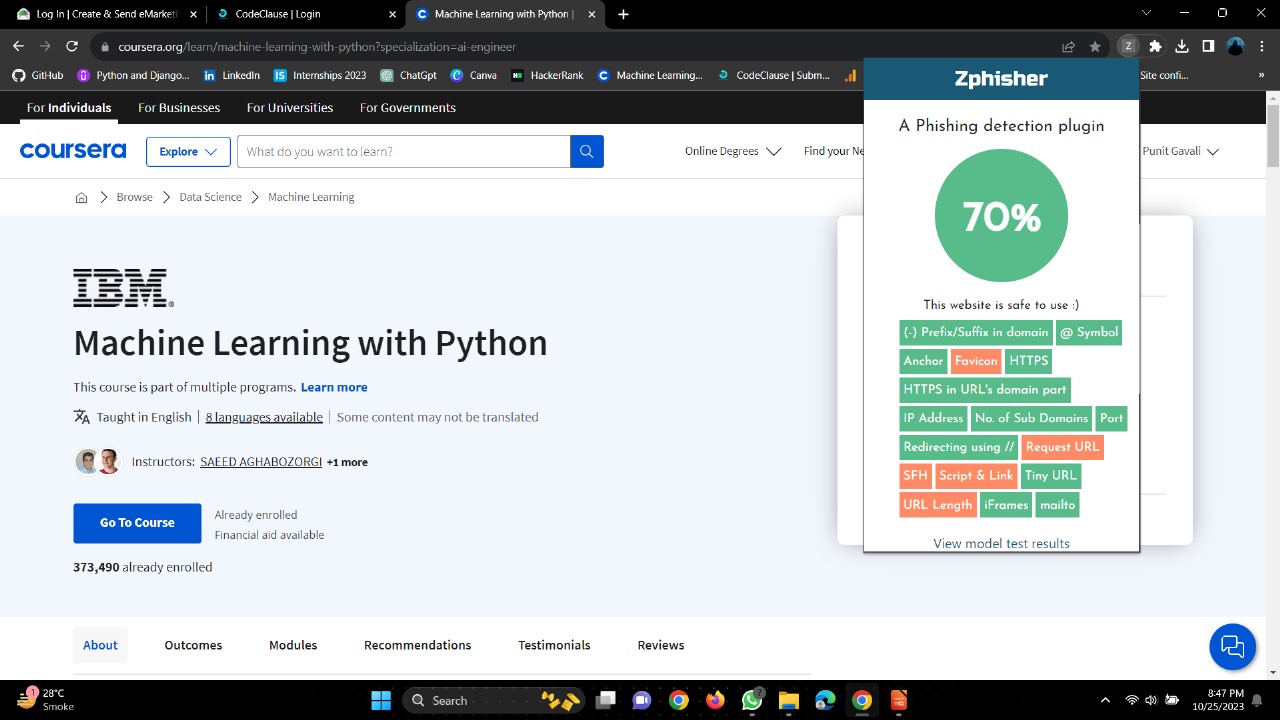 Log In | Create & Send eMarketi
CodeClause | Login
Machine Learning with Python |
coursera.org/learn/machine-learning-with-python?specialization=ai-engineer
Z
GitHub
Python and Django...
LinkedIn
Internships 2023
ChatGpt
Canva
HackerRank
Machine Learning...
CodeClause | Subm...
Site confi...
»
For Individuals
For Businesses
For Universities
For Governments
coursera
Explore
What do you want to learn?
Online Degrees
Find your Ne
Punit Gavali
Browse
Data Science
Machine Learning
IBM®
Machine Learning with Python
This course is part of multiple programs. Learn more
Taught in English | 8 languages available | Some content may not be translated
Instructors: SAEED AGHABOZORGI +1 more
Go To Course
Already enrolled
Financial aid available
373,490 already enrolled
About
Outcomes
Modules
Recommendations
Testimonials
Reviews
Zphisher
A Phishing detection plugin
70%
This website is safe to use :)
(-) Prefix/Suffix in domain
@ Symbol
Anchor
Favicon
HTTPS
HTTPS in URL's domain part
IP Address
No. of Sub Domains
Port
Redirecting using //
Request URL
SFH
Script & Link
Tiny URL
URL Length
iFrames
mailto
View model test results
1
28°C
Smoke
Search
8:47 PM
10/25/2023